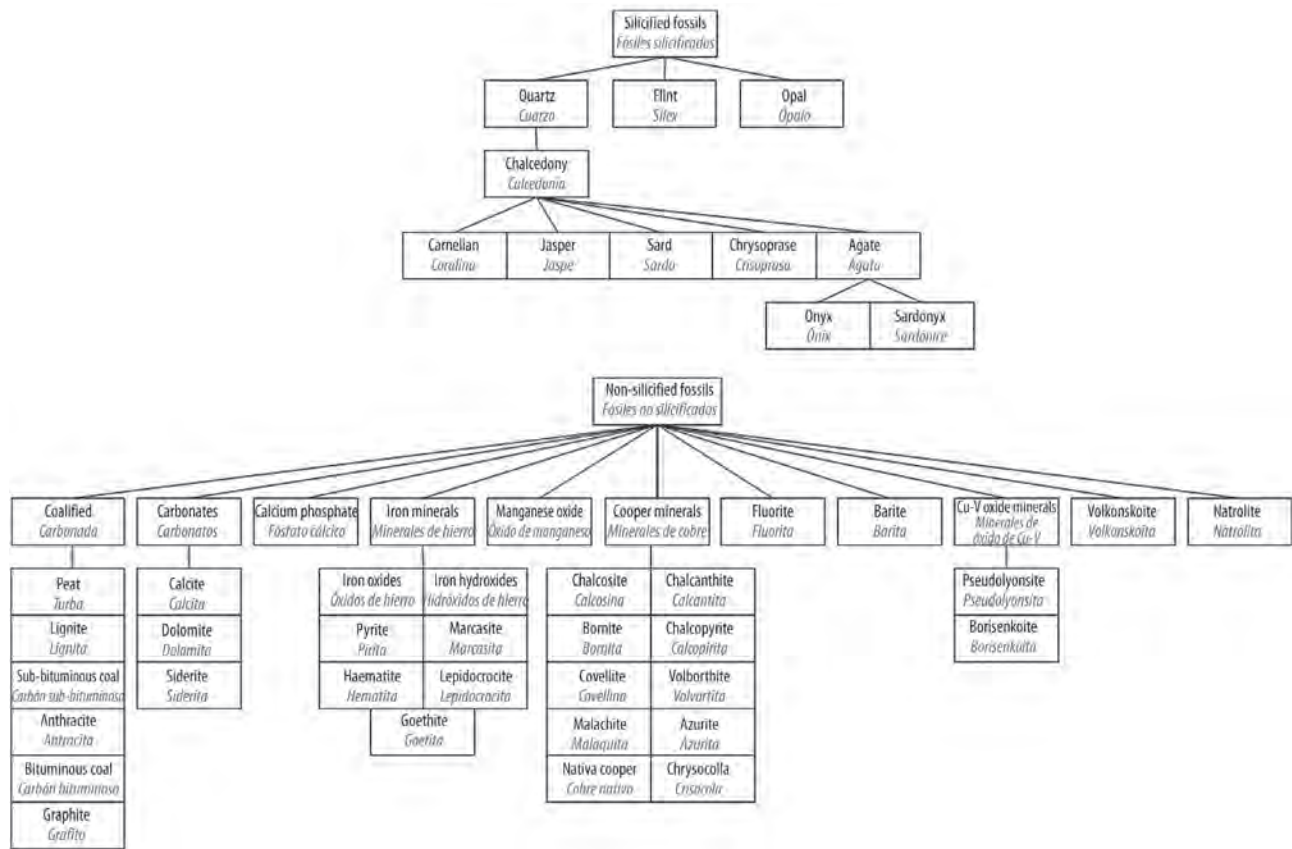 Silicified fossils
Fósiles silicificados
Quartz
Cuarzo
Flint
Sílex
Opal
Ópalo
Chalcedony
Calcedonia
Carnelian
Coralina
Jasper
Jaspe
Sard
Sardo
Chrysoprase
Crisoprasa
Agate
Agata
Onyx
Ónix
Sardonyx
Sardonice
Non-silicified fossils
Fósiles no silicificados
Coalified
Carbonada
Carbonates
Carbonatos
Calcium phosphate
Fósfato cálcico
Iron minerals
Minerales de hierro
Manganese oxide
Óxido de manganeso
Cooper minerals
Minerales de cobre
Fluorite
Fluorita
Barite
Barita
Cu-V oxide minerals
Minerales de
óxido de Cu-V
Volkonskoite
Volkonskoita
Natrolite
Natrolita
Peat
Turba
Lignite
Lignita
Sub-bituminous coal
Carbón sub-bituminoso
Anthracite
Antracita
Bituminous coal
Carbón bituminoso
Graphite
Grafito
Calcite
Calcita
Dolomite
Dolomita
Siderite
Siderita
Iron oxides
Óxidos de hierro
Iron hydroxides
Hidróxidos de hierro
Pyrite
Pirita
Marcasite
Marcasita
Haematite
Hematita
Lepidocrocite
Lepidocrocita
Goethite
Goetita
Chalcosite
Calcosina
Chalcanthite
Calcantita
Bornite
Bornita
Chalcopyrite
Calcopirita
Covellite
Covellina
Volborthite
Volvartita
Malachite
Malaquita
Azurite
Azurita
Nativa cooper
Cobre nativo
Chrysocolla
Crisocola
Pseudolyonsite
Pseudolyonsita
Borisenkoite
Borisenkoita